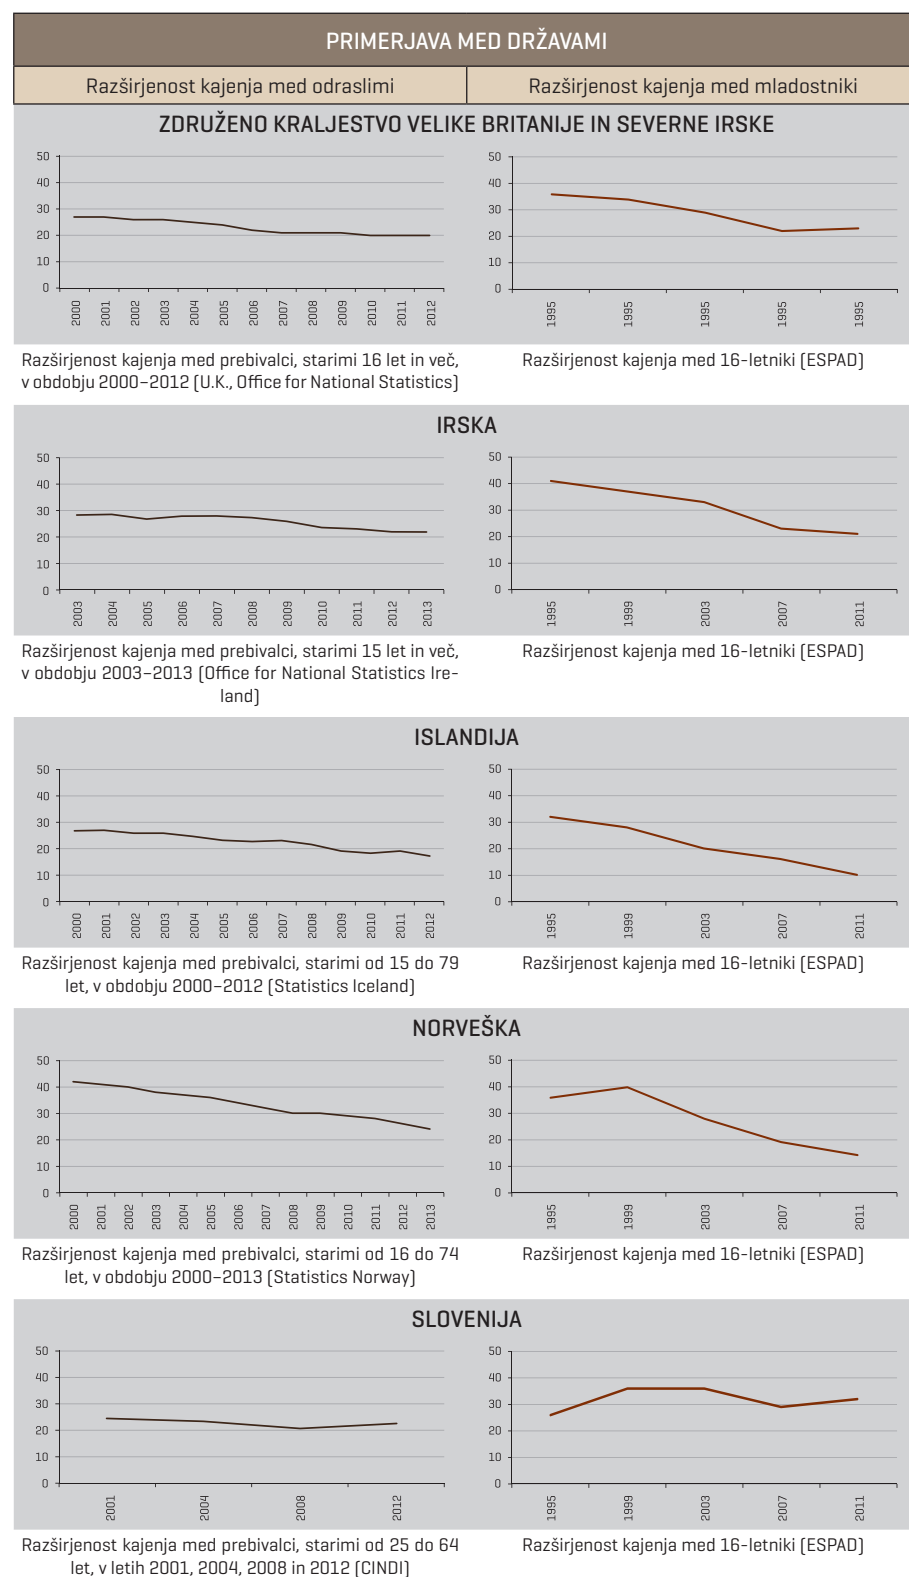 PRIMERJAVA MED DRŽAVAMI
Razširjenost kajenja med odraslimi
Razširjenost kajenja med mladostniki
ZDRUŽENO KRALJESTVO VELIKE BRITANIJE IN SEVERNE IRSKE
50
40
30
20
10
0
2000 2001 2002 2003 2004 2005 2006 2007 2008 2009 2010 2011 2012
50
40
30
20
10
0
1995 1995 1995 1995 1995
Razširjenost kajenja med prebivalci, starimi 16 let in več,
v obdobju 2000–2012 (U.K., Office for National Statistics)
Razširjenost kajenja med 16-letniki (ESPAD)
IRSKA
50
40
30
20
10
0
2003 2004 2005 2006 2007 2008 2009 2010 2011 2012 2013
50
40
30
20
10
0
1995 1999 2003 2007 2011
Razširjenost kajenja med prebivalci, starimi 15 let in več,
v obdobju 2003–2013 (Office for National Statistics Ire-
land)
Razširjenost kajenja med 16-letniki (ESPAD)
ISLANDIJA
50
40
30
20
10
0
2000 2001 2002 2003 2004 2005 2006 2007 2008 2009 2010 2011 2012
50
40
30
20
10
0
1995 1999 2003 2007 2011
Razširjenost kajenja med prebivalci, starimi od 15 do 79
let, v obdobju 2000–2012 (Statistics Iceland)
Razširjenost kajenja med 16-letniki (ESPAD)
NORVEŠKA
50
40
30
20
10
0
2000 2001 2002 2003 2004 2005 2006 2007 2008 2009 2010 2011 2012 2013
50
40
30
20
10
0
1995 1999 2003 2007 2011
Razširjenost kajenja med prebivalci, starimi od 16 do 74
let, v obdobju 2000–2013 (Statistics Norway)
Razširjenost kajenja med 16-letniki (ESPAD)
SLOVENIJA
50
40
30
20
10
0
2001 2004 2008 2012
50
40
30
20
10
0
1995 1999 2003 2007 2011
Razširjenost kajenja med prebivalci, starimi od 25 do 64
let, v letih 2001, 2004, 2008 in 2012 (CINDI)
Razširjenost kajenja med 16-letniki (ESPAD)